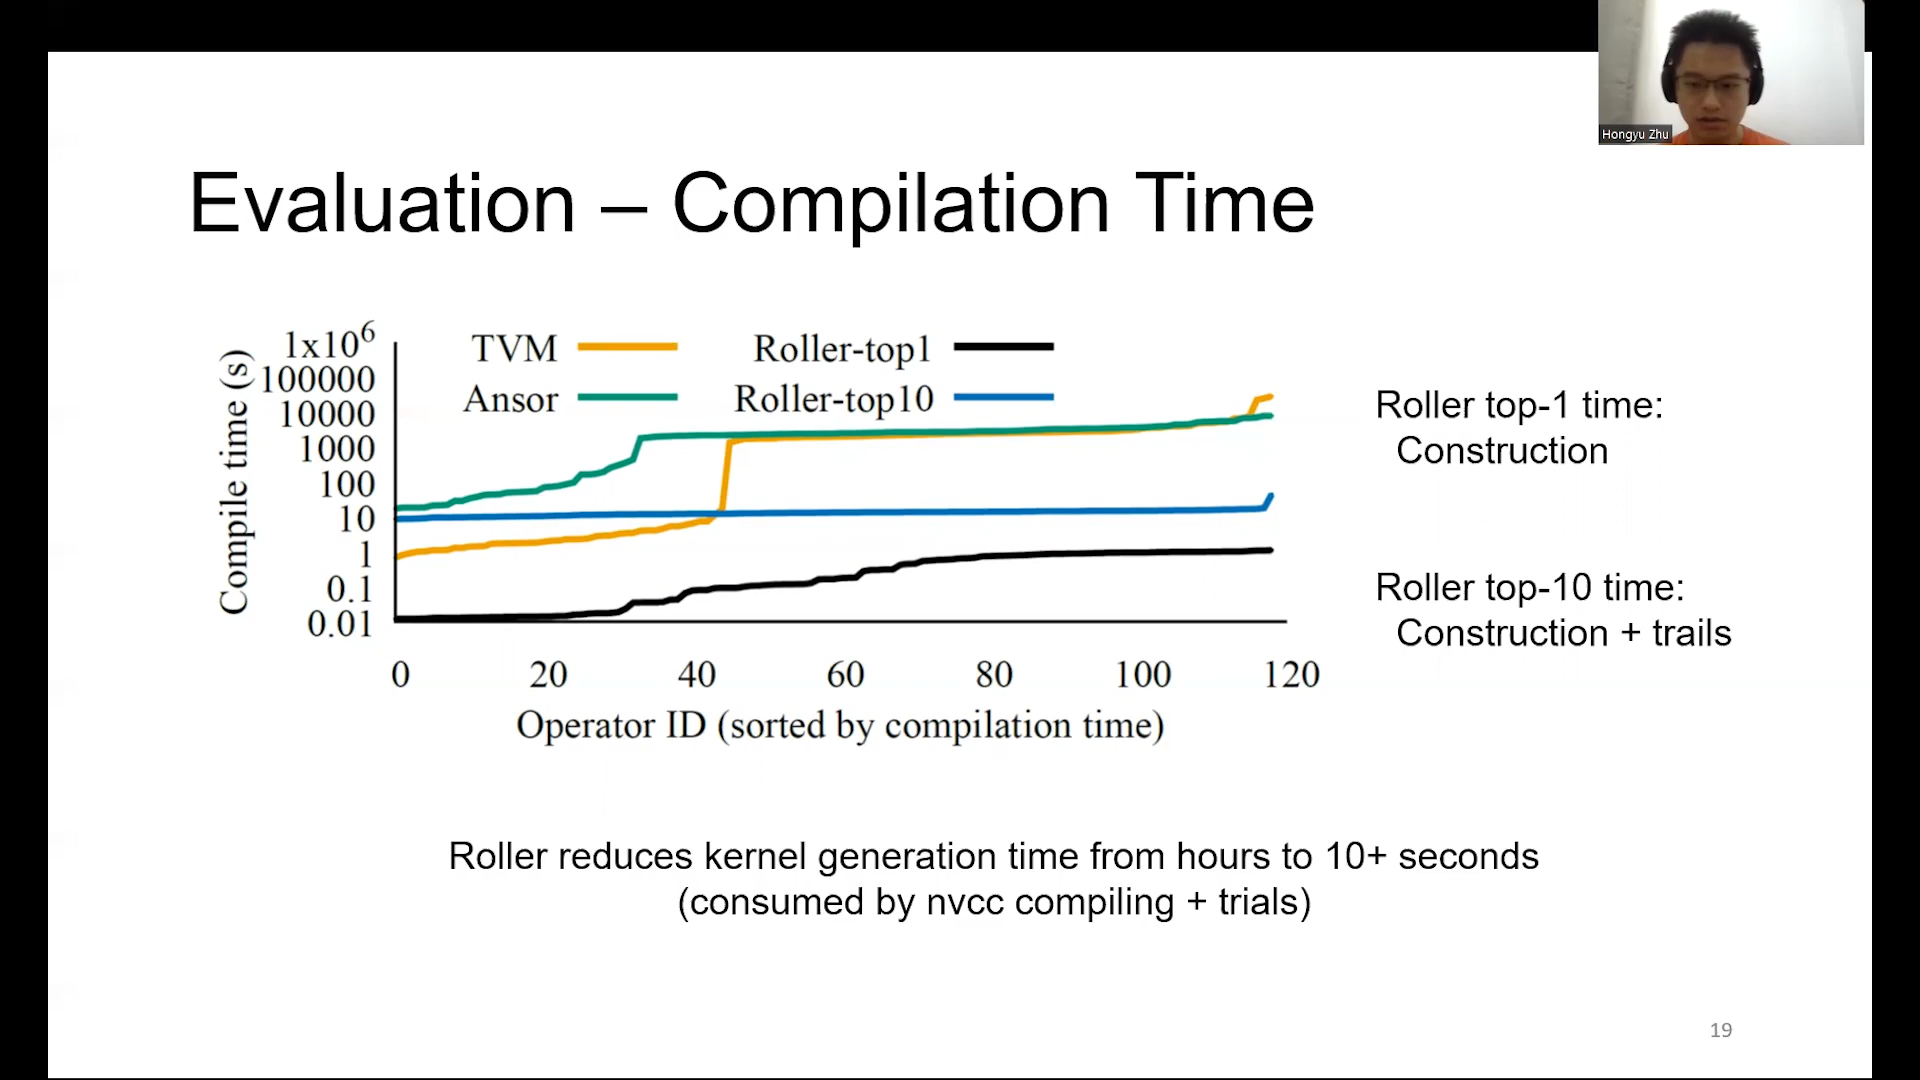 Hongyu Zhu
Evaluation – Compilation Time
Compile time (s)
1x10⁶
100000
10000
1000
100
10
1
0.1
0.01
TVM
Ansor
Roller-top1
Roller-top10
0 20 40 60 80 100 120
Operator ID (sorted by compilation time)
Roller top-1 time:
Construction
Roller top-10 time:
Construction + trails
Roller reduces kernel generation time from hours to 10+ seconds
(consumed by nvcc compiling + trials)
19